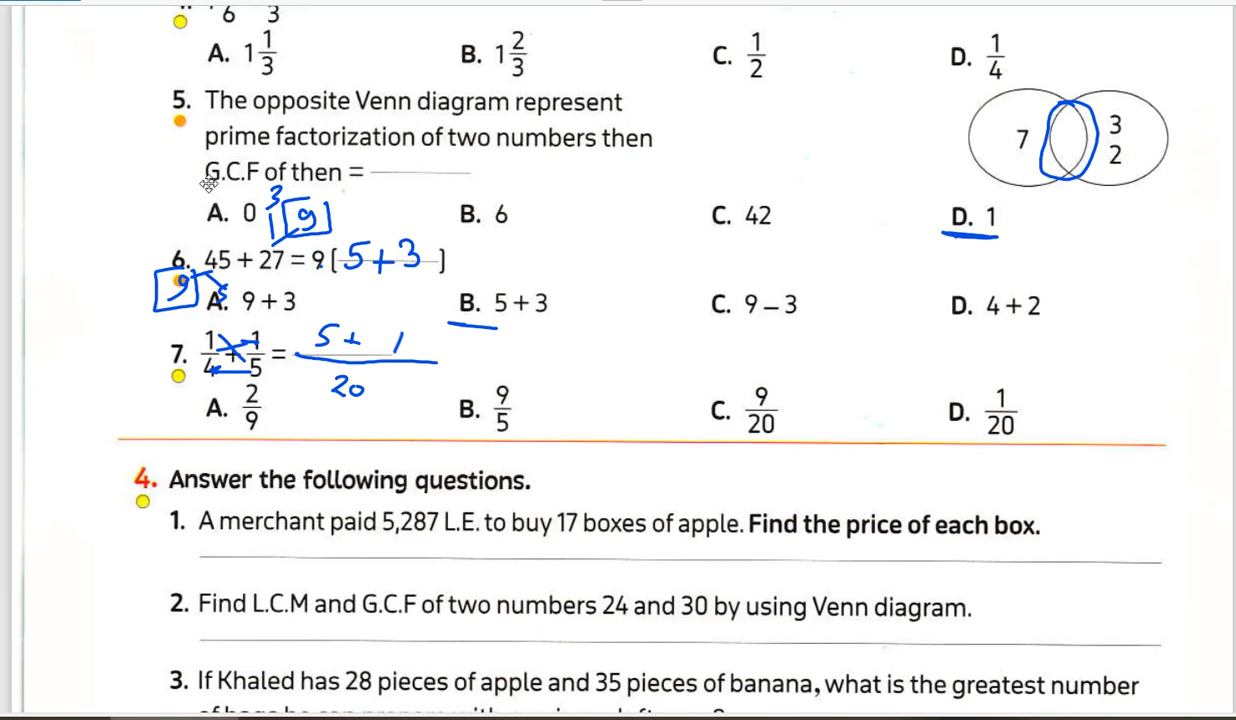 6 3
A. 1 1/3 B. 1 2/3 C. 1/2 D. 1/4
5. The opposite Venn diagram represent
prime factorization of two numbers then
G.C.F of then =
7 3
2
A. 0 B. 6 C. 42 D. 1
3
9
6. 45 + 27 = 9 ( 5 + 3 )
9 5
A. 9 + 3 B. 5 + 3 C. 9 – 3 D. 4 + 2
7. 1/4 + 1/5 = 5 + 1
20
A. 2/9 B. 9/5 C. 9/20 D. 1/20
4. Answer the following questions.
1. A merchant paid 5,287 L.E. to buy 17 boxes of apple. Find the price of each box.
2. Find L.C.M and G.C.F of two numbers 24 and 30 by using Venn diagram.
3. If Khaled has 28 pieces of apple and 35 pieces of banana, what is the greatest number